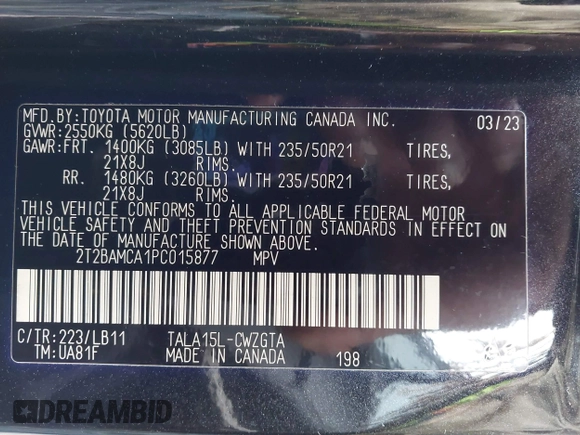 MFD.BY:TOYOTA MOTOR MANUFACTURING CANADA INC. 03/23
GVWR:2550KG (5620LB)
GAWR:FRT. 1400KG (3085LB) WITH 235/50R21 TIRES,
21X8J RIMS.
RR. 1480KG (3260LB) WITH 235/50R21 TIRES,
21X8J RIMS.
THIS VEHICLE CONFORMS TO ALL APPLICABLE FEDERAL MOTOR
VEHICLE SAFETY AND THEFT PREVENTION STANDARDS IN EFFECT ON
THE DATE OF MANUFACTURE SHOWN ABOVE.
2T2BAMCA1PC015877 MPV
C/TR:223/LB11 TALA15L-CWZGTA
TM:UA81F MADE IN CANADA 198
DREAMBID